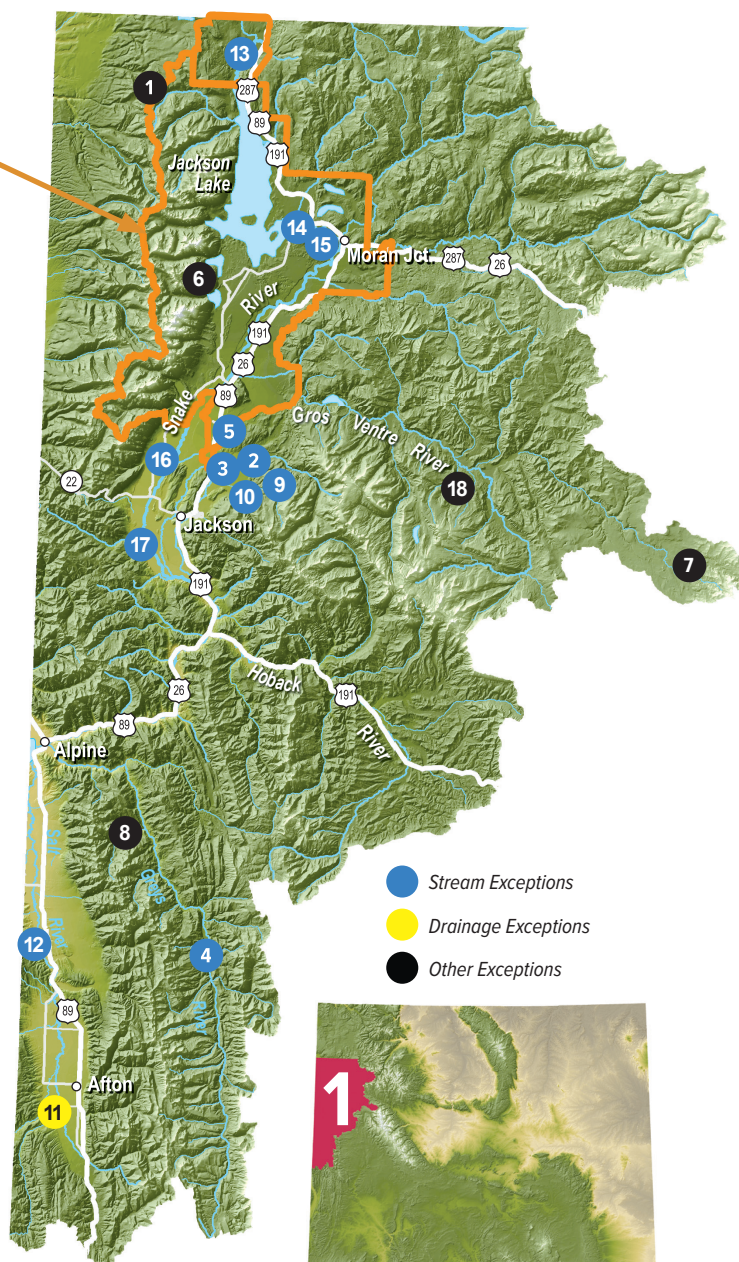 13
1
287
89
Jackson
Lake
191
14
15
Moran Jct.
287
26
6
River
191
26
89
Snake
5
Gros Ventre River
16
3
2
9
18
22
10
Jackson
17
7
191
Hoback
River
26
191
89
Alpine
8
Salt
River
Greys
River
Stream Exceptions
Drainage Exceptions
Other Exceptions
12
4
89
Afton
11
1